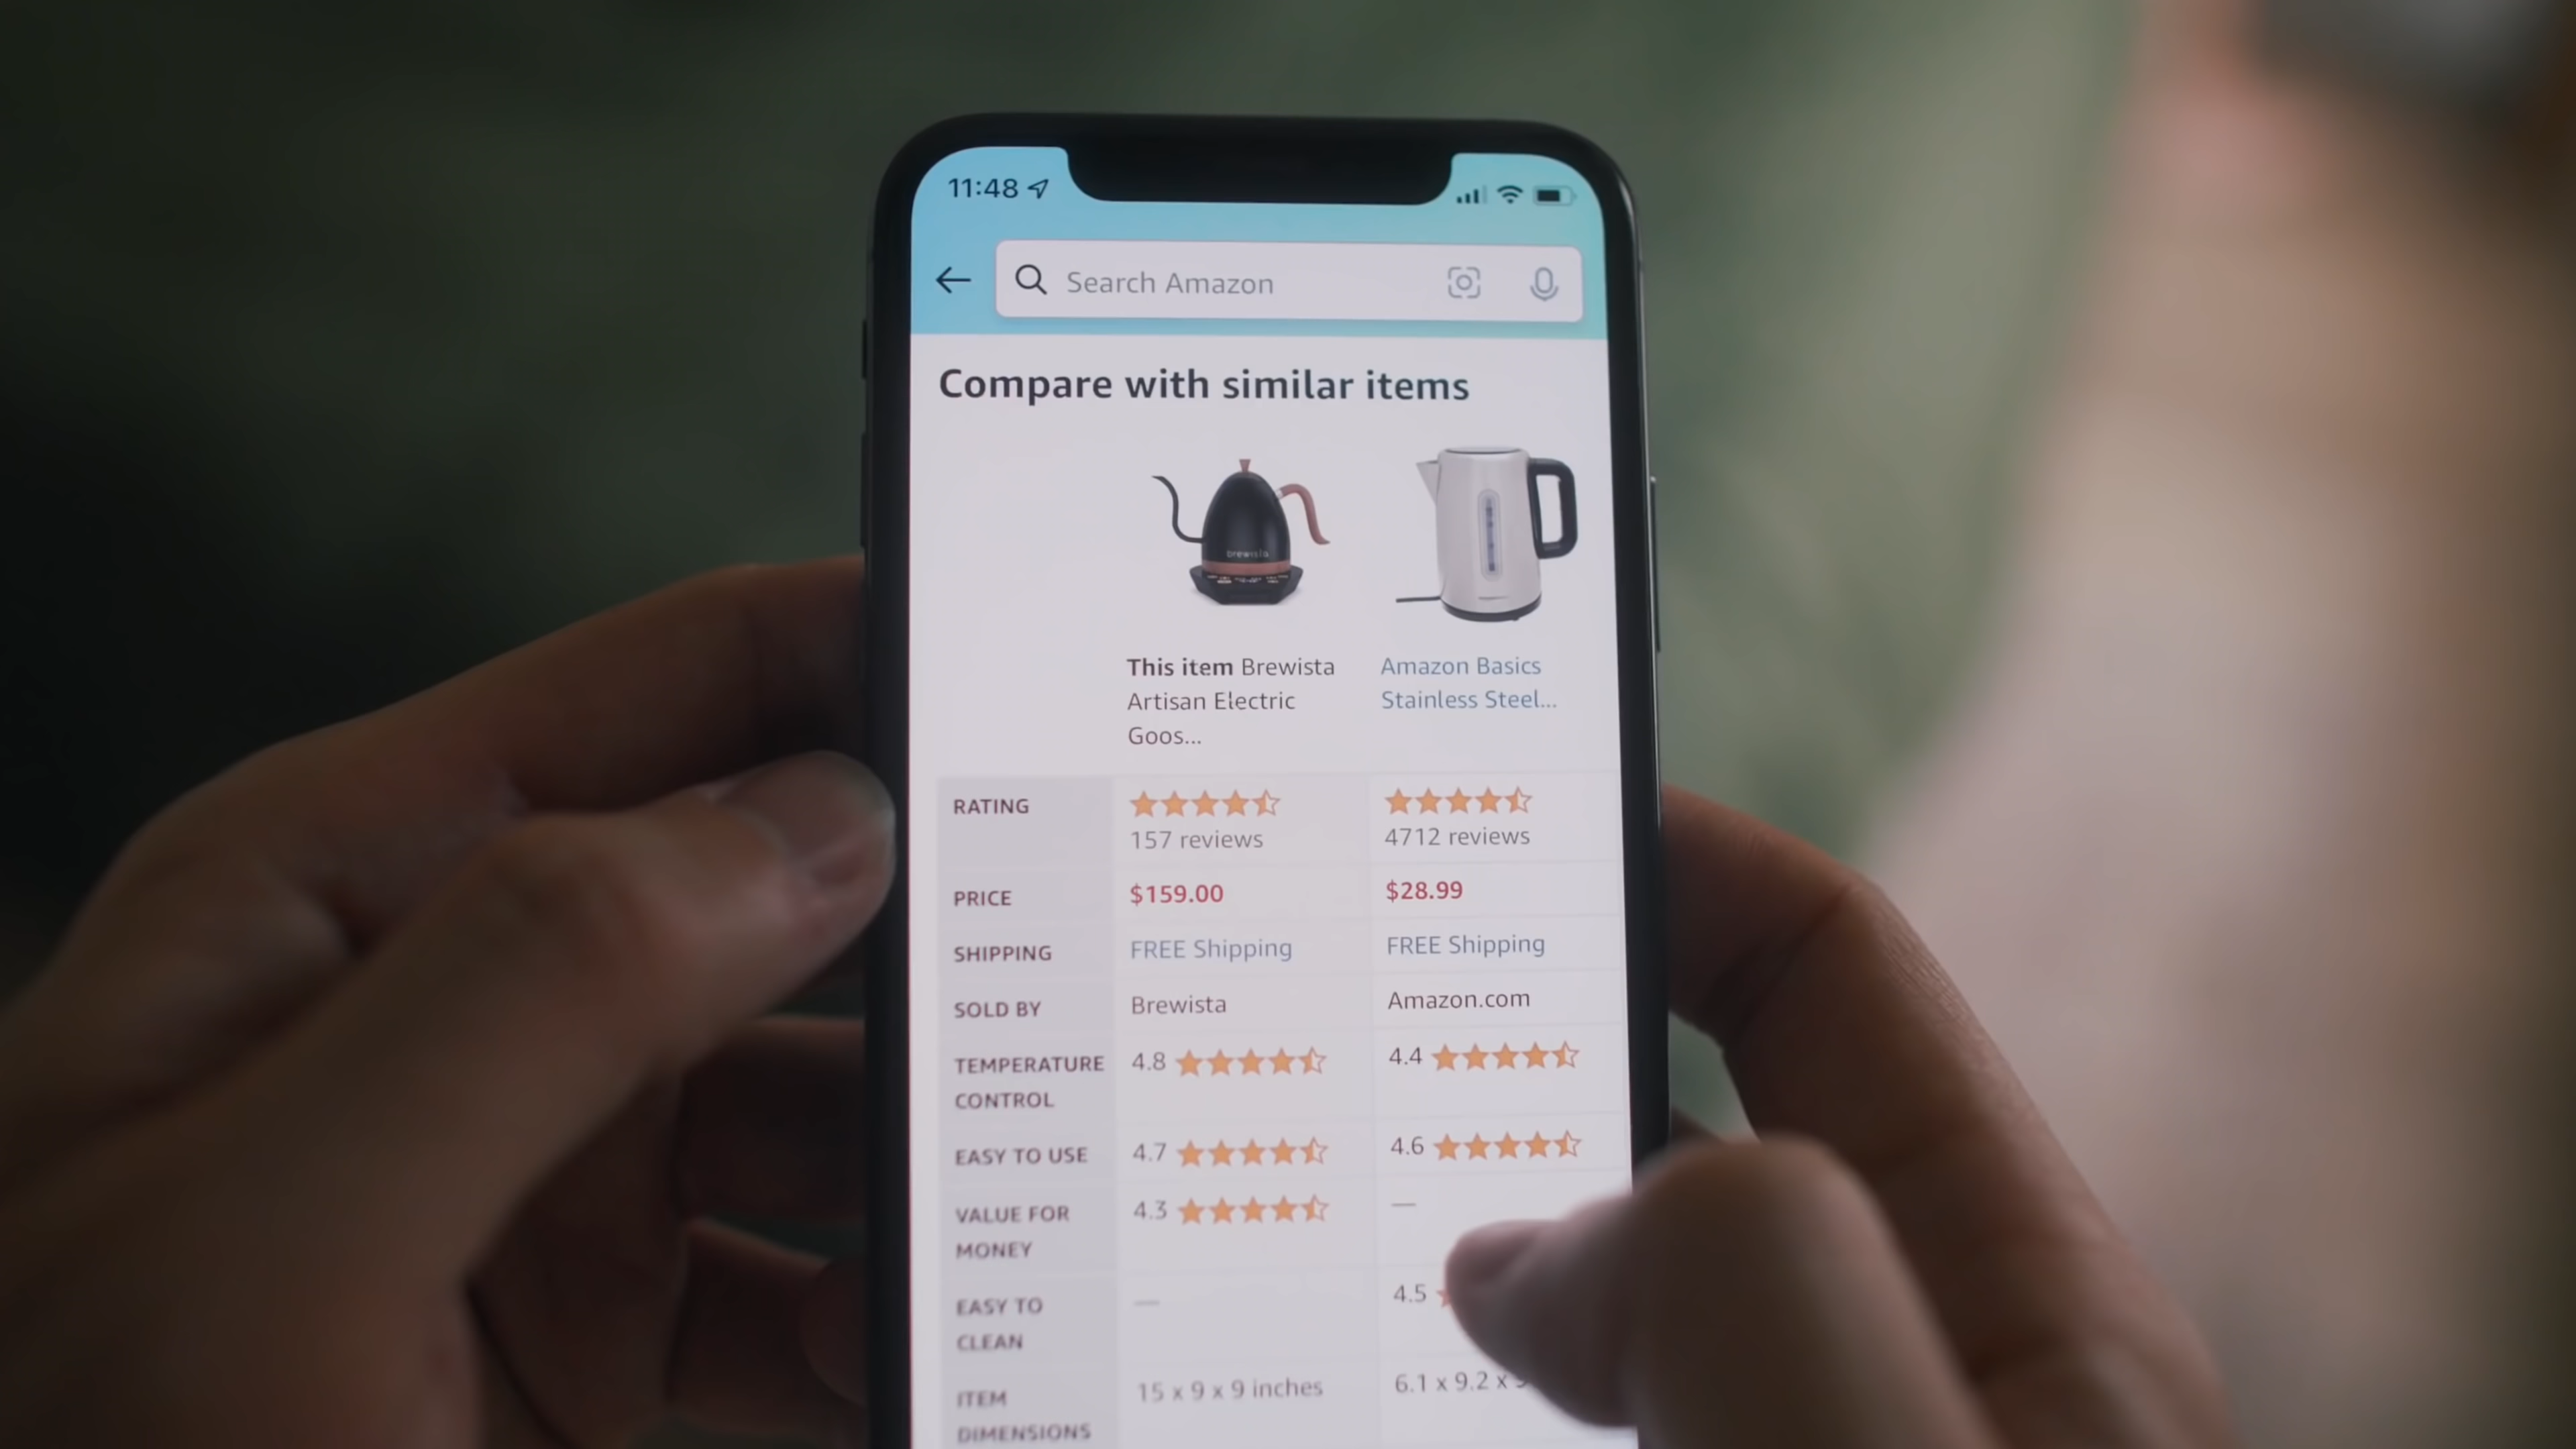 11:48
Search Amazon
Compare with similar items
brewista
This item Brewista
Artisan Electric
Goos...
Amazon Basics
Stainless Steel...
RATING
157 reviews
4712 reviews
PRICE
$159.00
$28.99
SHIPPING
FREE Shipping
FREE Shipping
SOLD BY
Brewista
Amazon.com
TEMPERATURE
CONTROL
4.8
4.4
EASY TO USE
4.7
4.6
VALUE FOR
MONEY
4.3
—
EASY TO
CLEAN
—
4.5
ITEM
DIMENSIONS
15 x 9 x 9 inches
6.1 x 9.2 x